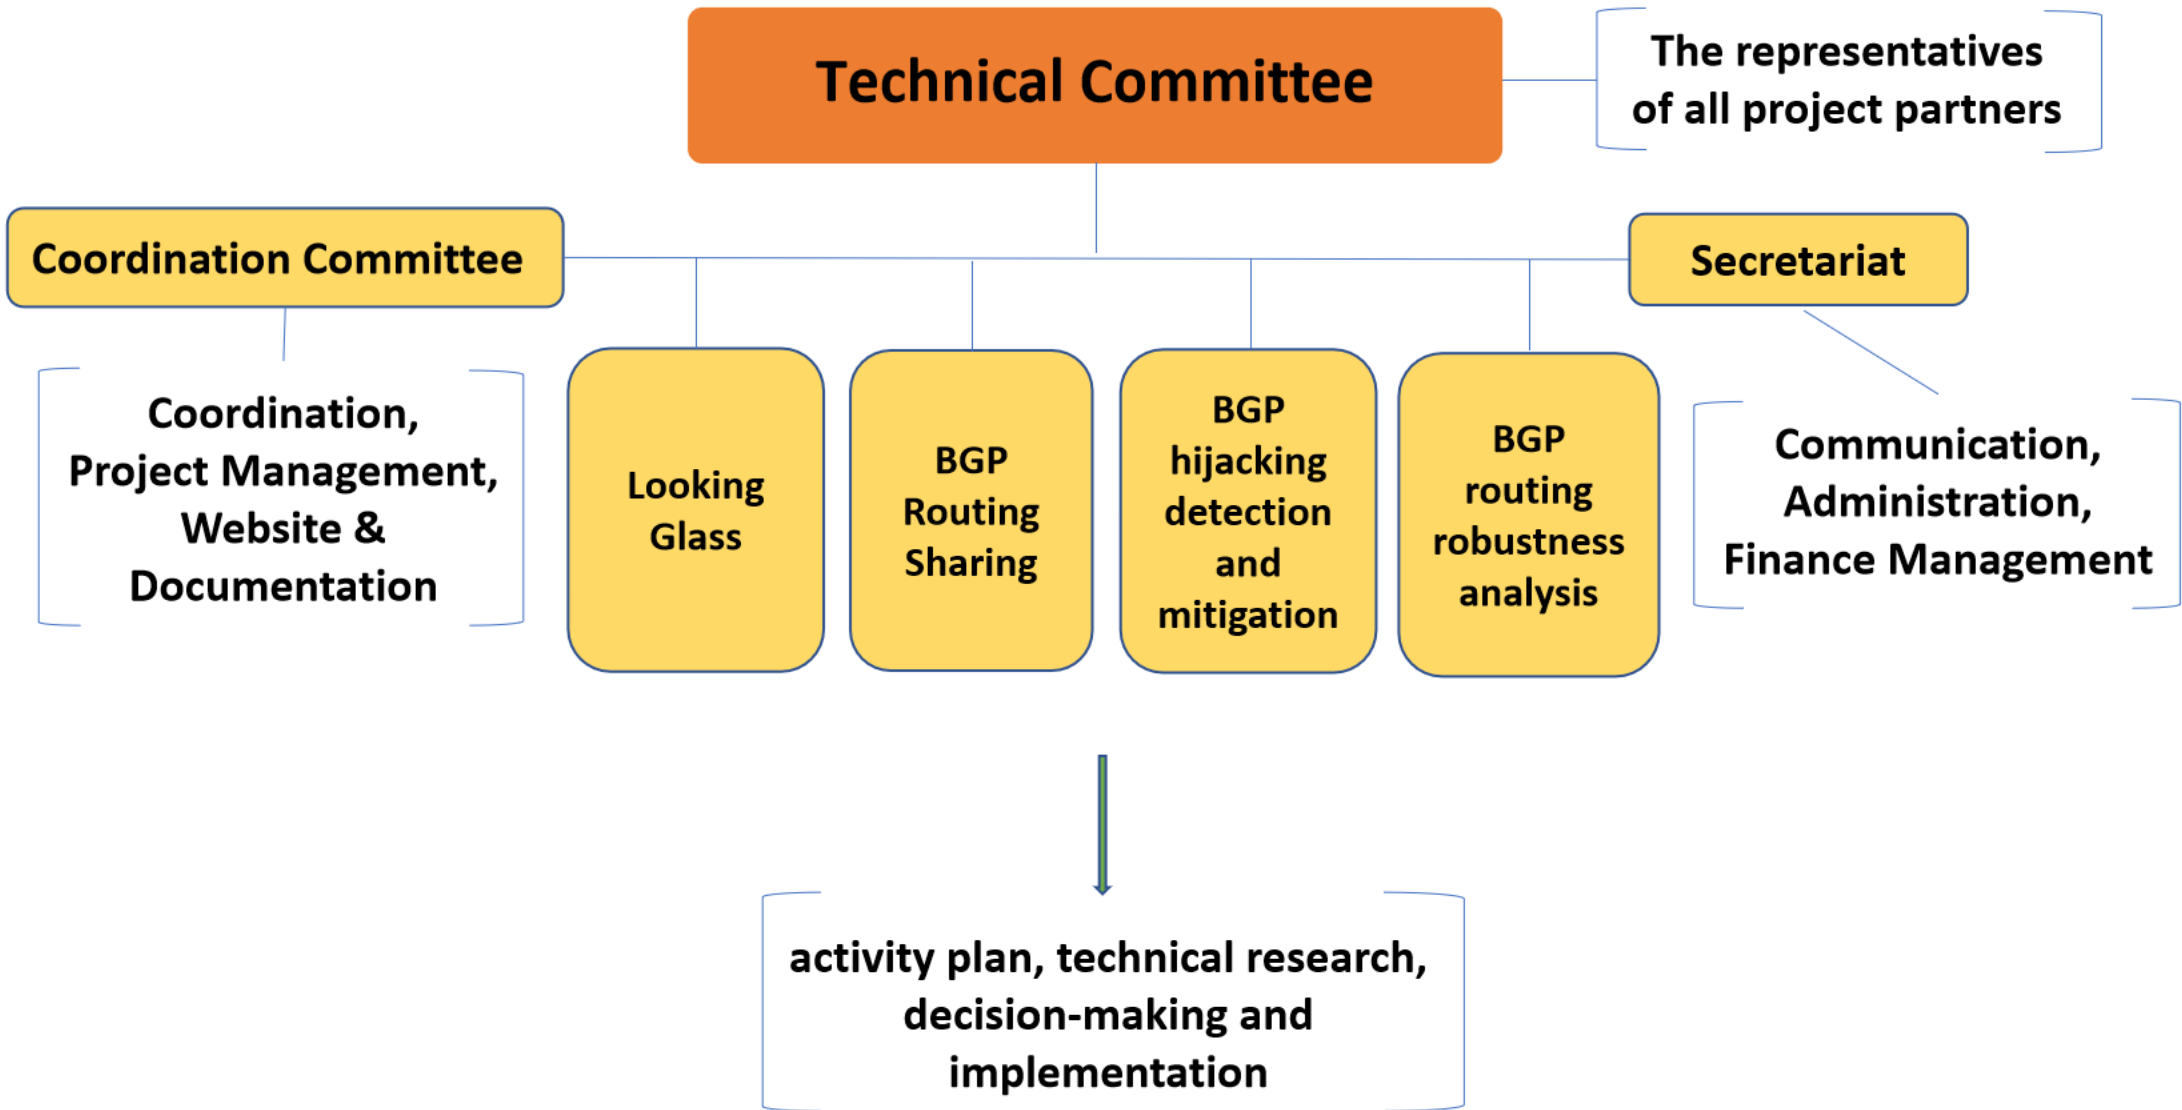 Technical Committee
The representatives
of all project partners
Coordination Committee
Secretariat
Coordination,
Project Management,
Website &
Documentation
Looking
Glass
BGP
Routing
Sharing
BGP
hijacking
detection
and
mitigation
BGP
routing
robustness
analysis
Communication,
Administration,
Finance Management
activity plan, technical research,
decision-making and
implementation